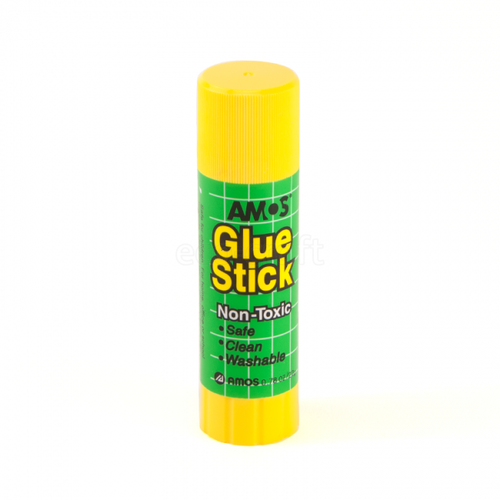 AMOS
Glue
Stick
Non-Toxic
• Safe
• Clean
• Washable
AMOS